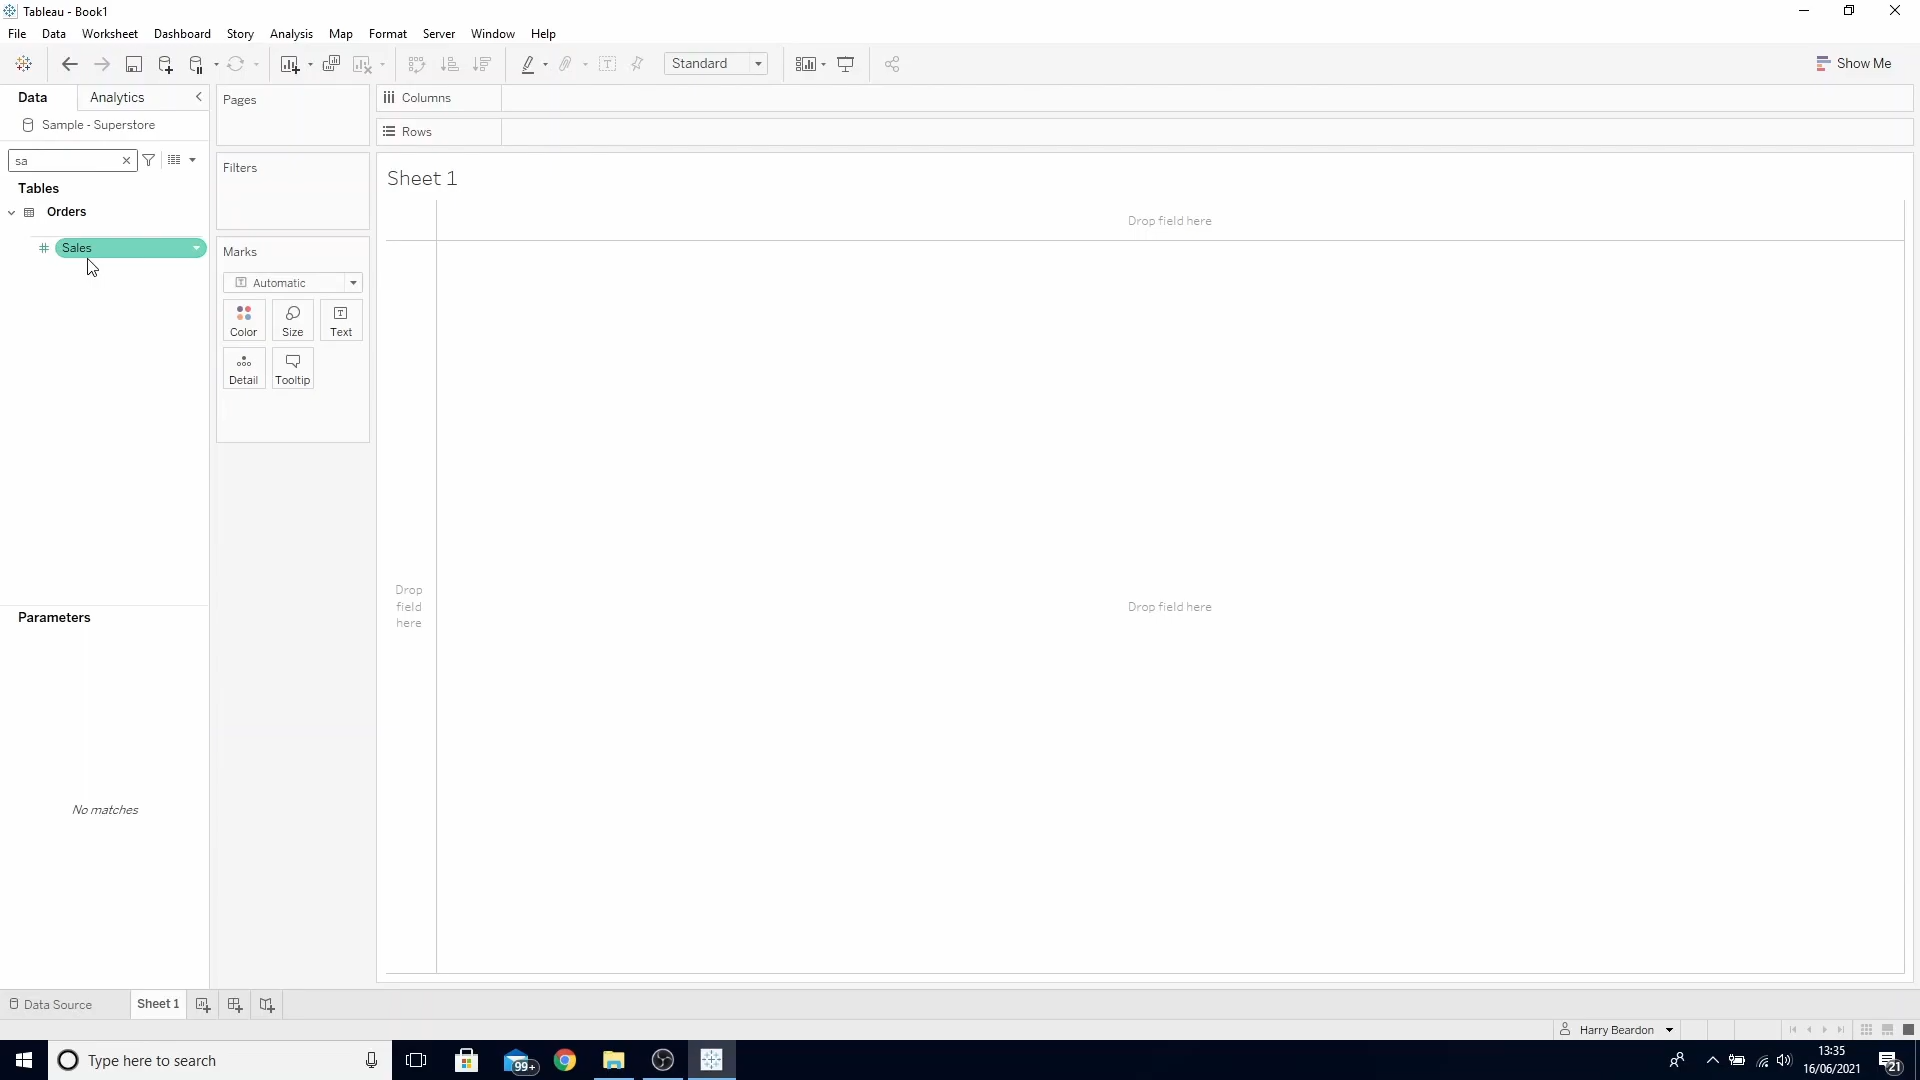 Tableau - Book1
File Data Worksheet Dashboard Story Analysis Map Format Server Window Help
Standard
Show Me
Data Analytics
Pages
Columns
Sample - Superstore
Rows
sa
Filters
Tables
Sheet 1
Orders
Drop field here
Sales
Marks
Automatic
Color Size Text
Detail Tooltip
Drop
field
here
Drop field here
Parameters
No matches
Data Source Sheet 1
Harry Beardon
Type here to search
99+
13:35
16/06/2021
21